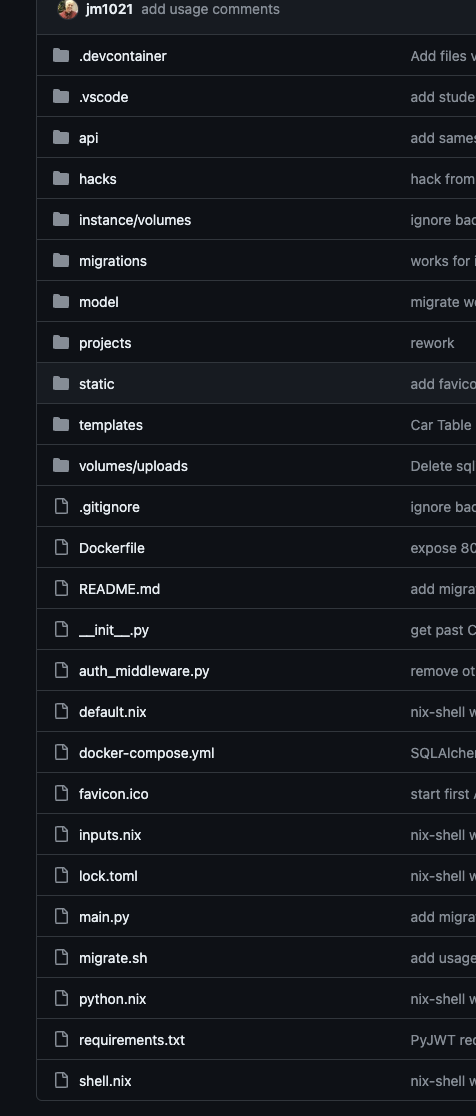 jm1021 add usage comments
.devcontainer Add files
.vscode add stude
api add same
hacks hack from
instance/volumes ignore bac
migrations works for
model migrate w
projects rework
static add favico
templates Car Table
volumes/uploads Delete sql
.gitignore ignore bac
Dockerfile expose 80
README.md add migra
__init__.py get past C
auth_middleware.py remove ot
default.nix nix-shell w
docker-compose.yml SQLAlche
favicon.ico start first
inputs.nix nix-shell w
lock.toml nix-shell w
main.py add migra
migrate.sh add usage
python.nix nix-shell w
requirements.txt PyJWT rec
shell.nix nix-shell w